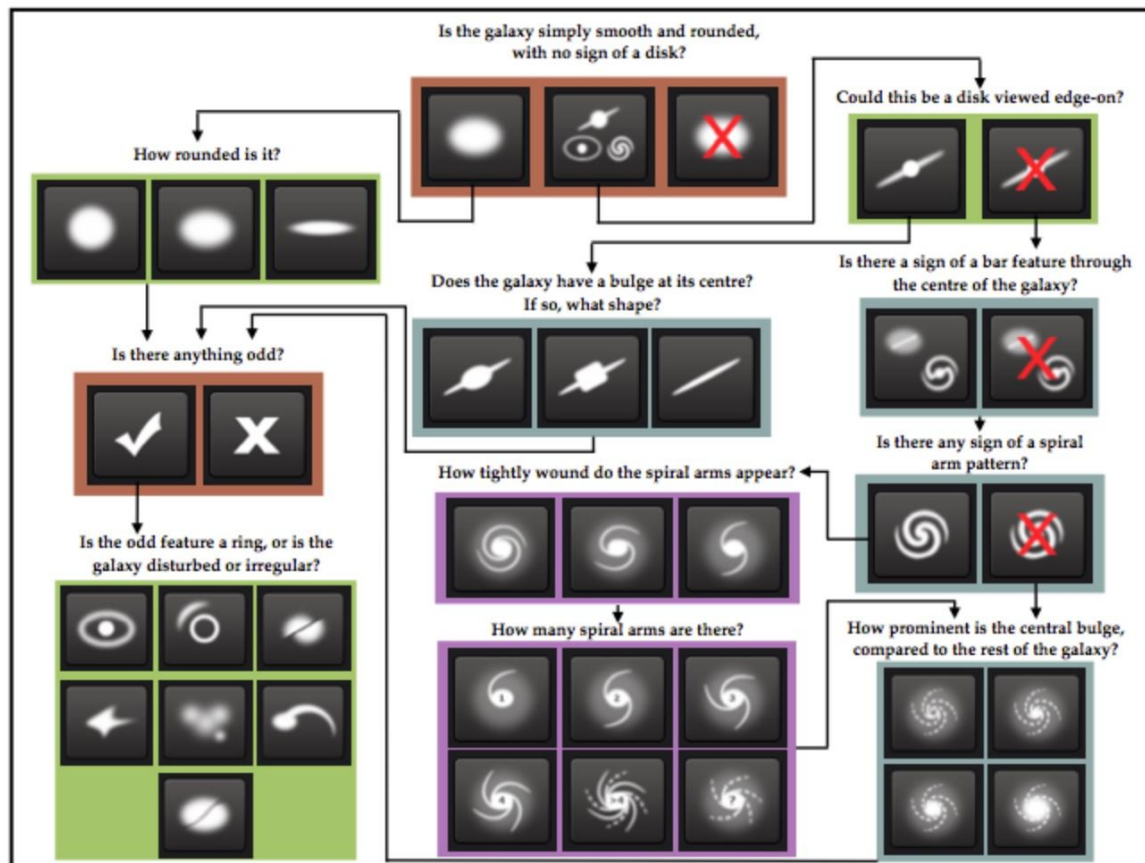 Is the galaxy simply smooth and rounded,
with no sign of a disk?
Could this be a disk viewed edge-on?
How rounded is it?
Does the galaxy have a bulge at its centre?
If so, what shape?
Is there a sign of a bar feature through
the centre of the galaxy?
Is there anything odd?
Is there any sign of a spiral
arm pattern?
How tightly wound do the spiral arms appear?
Is the odd feature a ring, or is the
galaxy disturbed or irregular?
How many spiral arms are there?
How prominent is the central bulge,
compared to the rest of the galaxy?
1
2
3
4
?